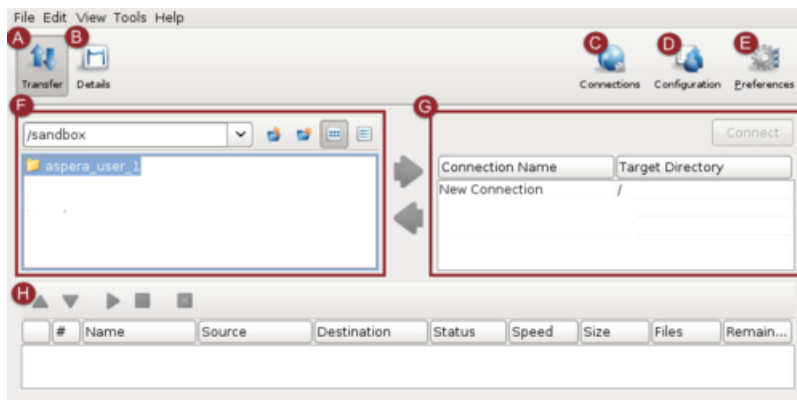 File Edit View Tools Help
A B C D E
Transfer Details Connections Configuration Preferences
F G
/sandbox Connect
aspera_user_1 Connection Name Target Directory
New Connection /
H
# Name Source Destination Status Speed Size Files Remain...